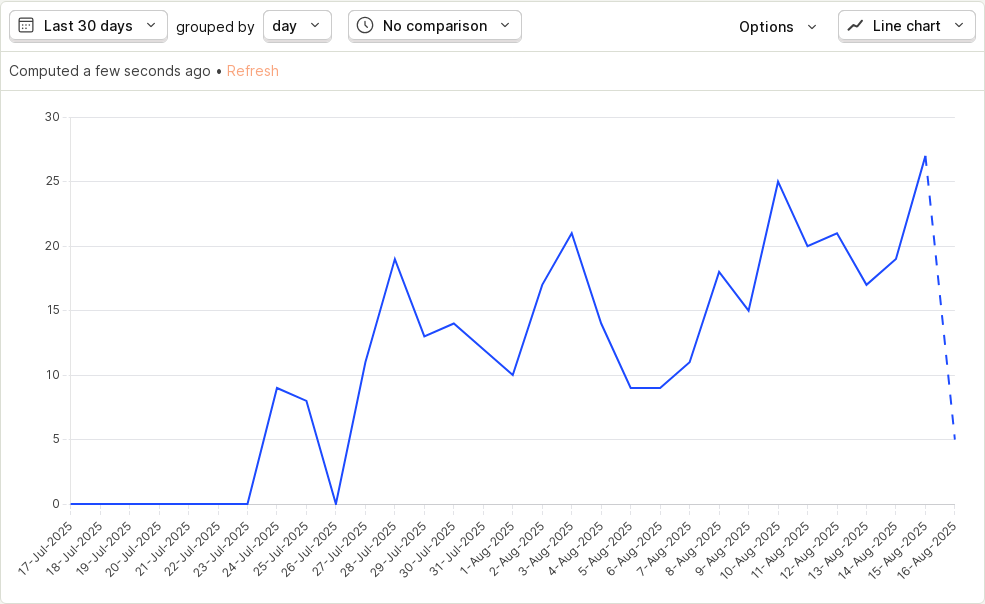 Last 30 days grouped by day No comparison Options Line chart
Computed a few seconds ago • Refresh
30
25
20
15
10
5
0
17-Jul-2025
18-Jul-2025
19-Jul-2025
20-Jul-2025
21-Jul-2025
22-Jul-2025
23-Jul-2025
24-Jul-2025
25-Jul-2025
26-Jul-2025
27-Jul-2025
28-Jul-2025
29-Jul-2025
30-Jul-2025
31-Jul-2025
1-Aug-2025
2-Aug-2025
3-Aug-2025
4-Aug-2025
5-Aug-2025
6-Aug-2025
7-Aug-2025
8-Aug-2025
9-Aug-2025
10-Aug-2025
11-Aug-2025
12-Aug-2025
13-Aug-2025
14-Aug-2025
15-Aug-2025
16-Aug-2025